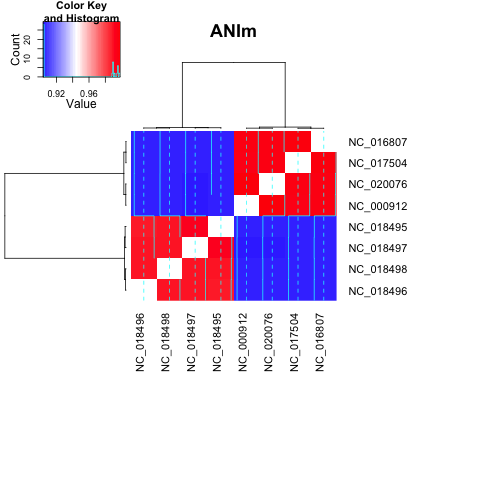 Color Key
and Histogram
Count
0 10 20
0.92 0.96
Value
ANIm
NC_016807
NC_017504
NC_020076
NC_000912
NC_018495
NC_018497
NC_018498
NC_018496
NC_018496
NC_018498
NC_018497
NC_018495
NC_000912
NC_020076
NC_017504
NC_016807